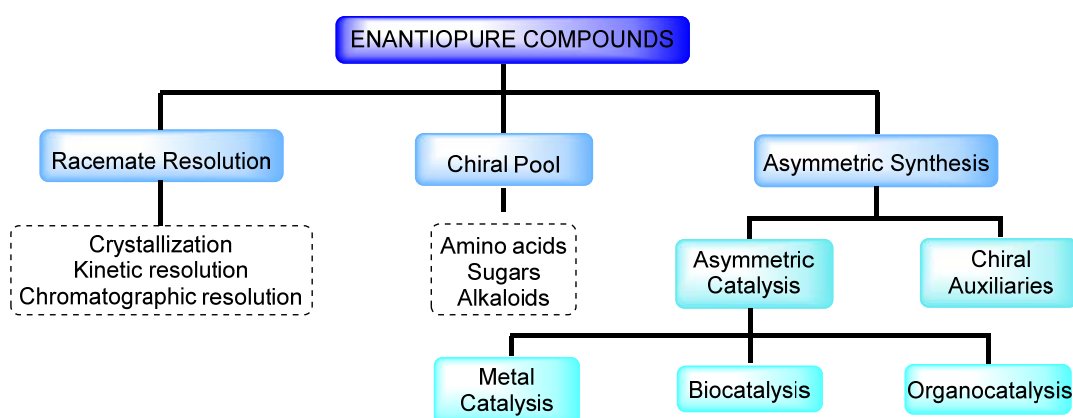 ENANTIOPURE COMPOUNDS
Racemate Resolution
Chiral Pool
Asymmetric Synthesis
Crystallization
Kinetic resolution
Chromatographic resolution
Amino acids
Sugars
Alkaloids
Asymmetric
Catalysis
Chiral
Auxiliaries
Metal
Catalysis
Biocatalysis
Organocatalysis